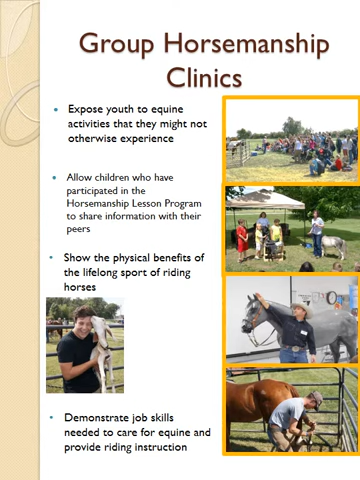 Group Horsemanship
Clinics
• Expose youth to equine
activities that they might not
otherwise experience
• Allow children who have
participated in the
Horsemanship Lesson Program
to share information with their
peers
• Show the physical benefits of
the lifelong sport of riding
horses
• Demonstrate job skills
needed to care for equine and
provide riding instruction